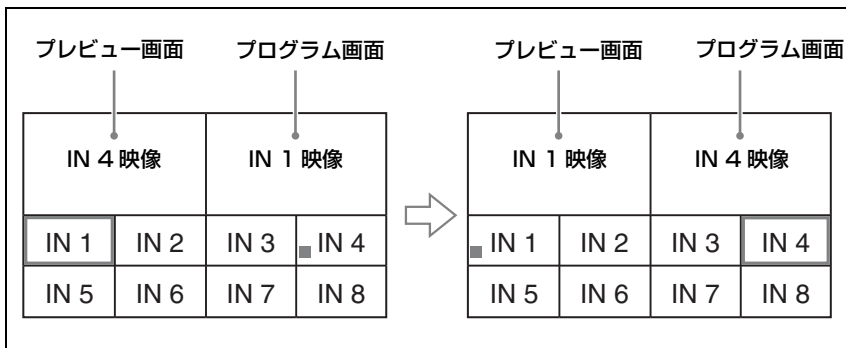 プレビュー画面 プログラム画面 プレビュー画面 プログラム画面
IN 4 映像 IN 1 映像 IN 1 映像 IN 4 映像
IN 1 IN 2 IN 3 IN 4 IN 1 IN 2 IN 3 IN 4
IN 5 IN 6 IN 7 IN 8 IN 5 IN 6 IN 7 IN 8